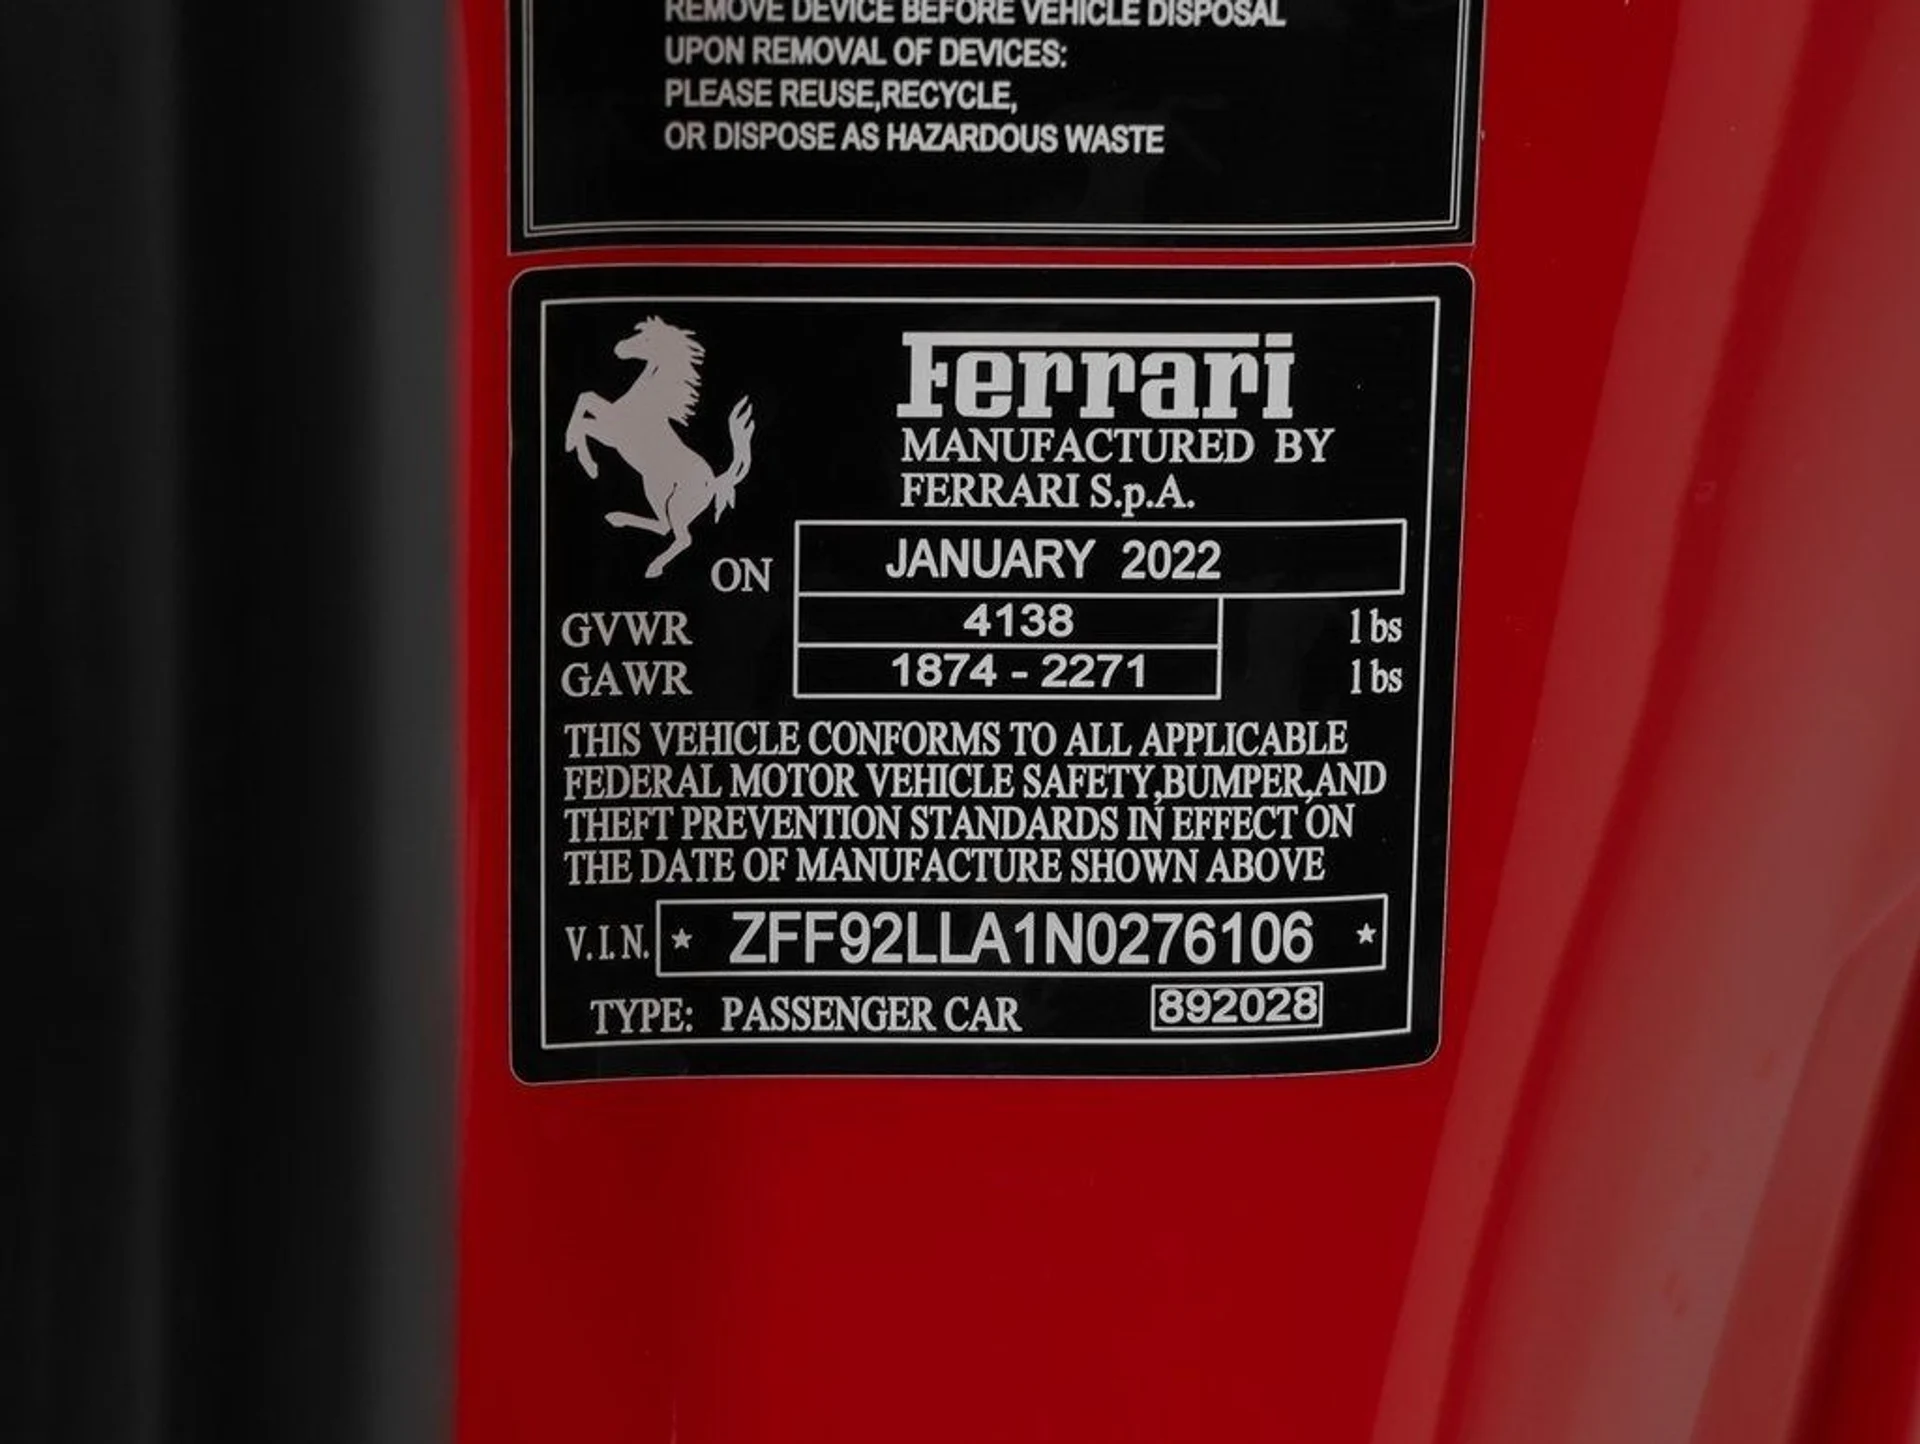 REMOVE DEVICE BEFORE VEHICLE DISPOSAL
UPON REMOVAL OF DEVICES:
PLEASE REUSE,RECYCLE,
OR DISPOSE AS HAZARDOUS WASTE
Ferrari
MANUFACTURED BY
FERRARI S.p.A.
ON JANUARY 2022
GVWR 4138 lbs
GAWR 1874 - 2271 lbs
THIS VEHICLE CONFORMS TO ALL APPLICABLE
FEDERAL MOTOR VEHICLE SAFETY,BUMPER,AND
THEFT PREVENTION STANDARDS IN EFFECT ON
THE DATE OF MANUFACTURE SHOWN ABOVE
V.I.N. ★ ZFF92LLA1N0276106 ★
TYPE: PASSENGER CAR 892028